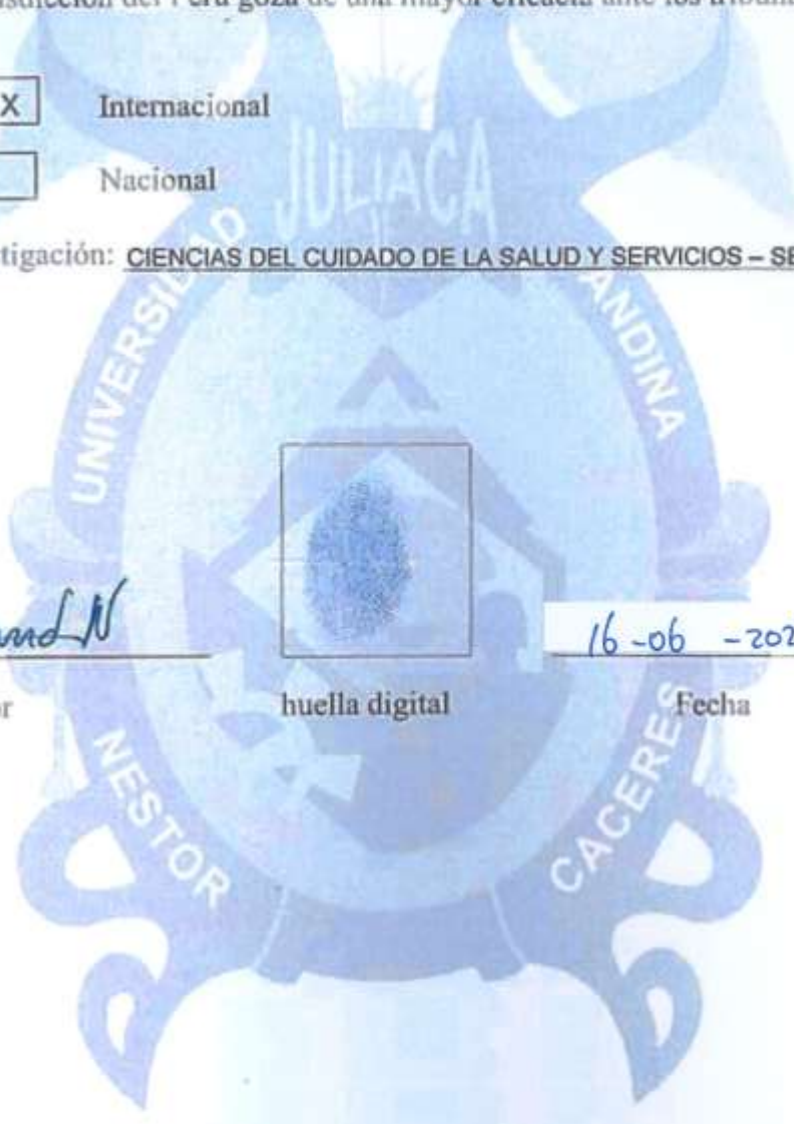 X Internacional
Nacional
tigación: CIENCIAS DEL CUIDADO DE LA SALUD Y SERVICIOS – SE
JULIACA
UNIVERSIDAD ANDINA
16-06 -202
huella digital
Fecha
NESTOR CACERES